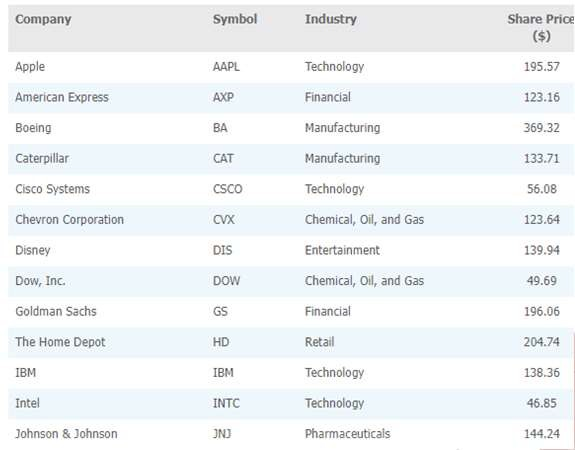 Company Symbol Industry Share Price
($)
Apple AAPL Technology 195.57
American Express AXP Financial 123.16
Boeing BA Manufacturing 369.32
Caterpillar CAT Manufacturing 133.71
Cisco Systems CSCO Technology 56.08
Chevron Corporation CVX Chemical, Oil, and Gas 123.64
Disney DIS Entertainment 139.94
Dow, Inc. DOW Chemical, Oil, and Gas 49.69
Goldman Sachs GS Financial 196.06
The Home Depot HD Retail 204.74
IBM IBM Technology 138.36
Intel INTC Technology 46.85
Johnson & Johnson JNJ Pharmaceuticals 144.24